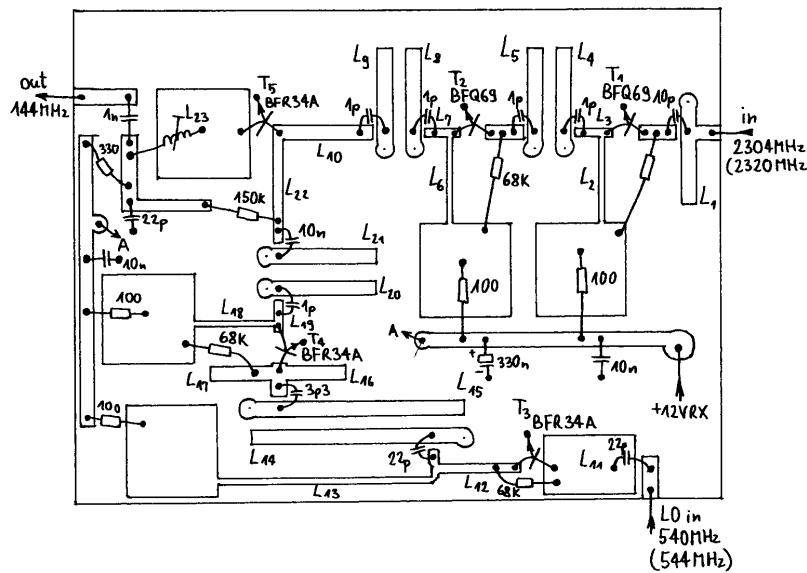 out
144MHz
1n
L23
T5
BFR34A
L9
L8
1p
1p
L7
T2
BFQ69
L5
L4
1p
1p
L3
T1
BFQ69
10p
in
2304MHz
(2320MHz)
L10
330
L22
L6
68K
L2
L1
150K
22p
A
10n
10n
L21
100
100
L20
100
L18
1p
L19
A
T4
BFR34A
68K
L17
L16
+
330n
-
10n
3p3
L15
+12VRX
100
T3
BFR34A
L14
22p
L11
22p
L12
L13
68K
LO in
540MHz
(544MHz)